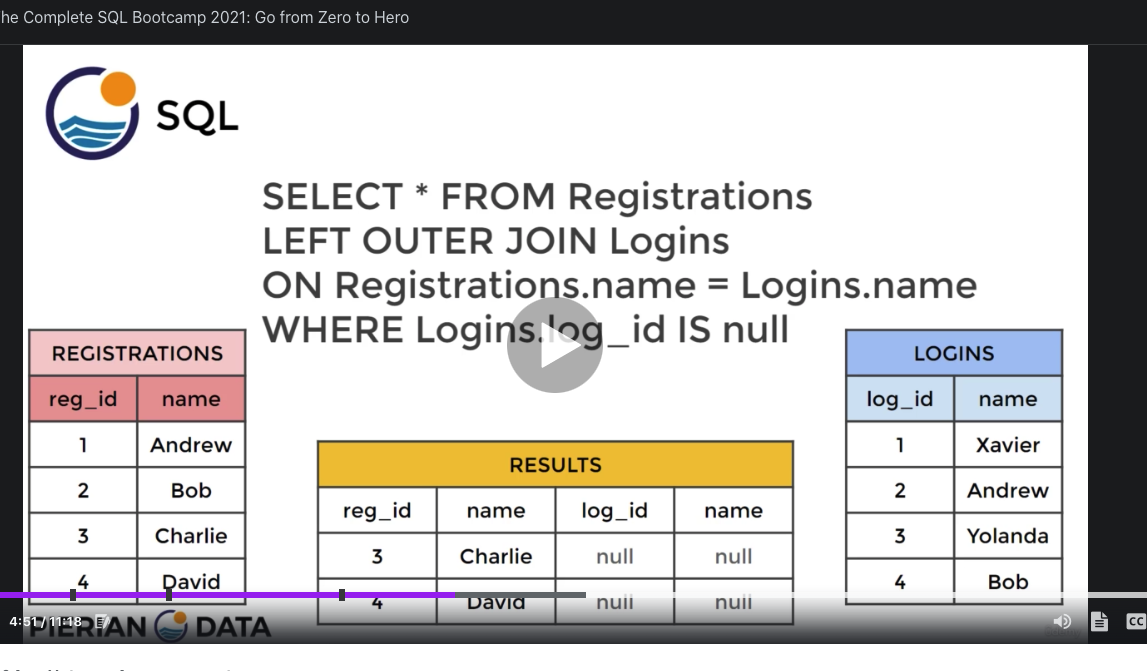 he Complete SQL Bootcamp 2021: Go from Zero to Hero
SQL
SELECT * FROM Registrations
LEFT OUTER JOIN Logins
ON Registrations.name = Logins.name
WHERE Logins.log_id IS null
REGISTRATIONS
reg_id name
1 Andrew
2 Bob
3 Charlie
4 David
RESULTS
reg_id name log_id name
3 Charlie null null
4 David null null
LOGINS
log_id name
1 Xavier
2 Andrew
3 Yolanda
4 Bob
PIERIAN DATA
4:51 / 11:18
CC